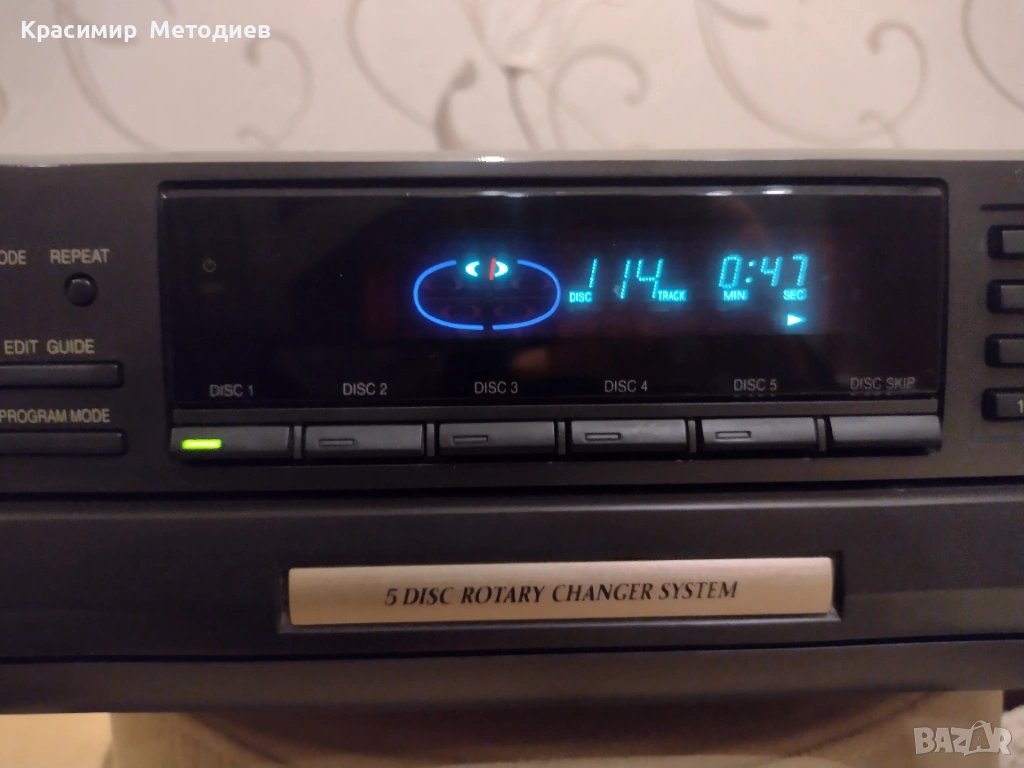 Красимир Методиев
ODE REPEAT
EDIT GUIDE
PROGRAM MODE
1 14 0:47
DISC TRACK MIN SEC
DISC 1 DISC 2 DISC 3 DISC 4 DISC 5 DISC SKIP
1
5 DISC ROTARY CHANGER SYSTEM
BAZAR